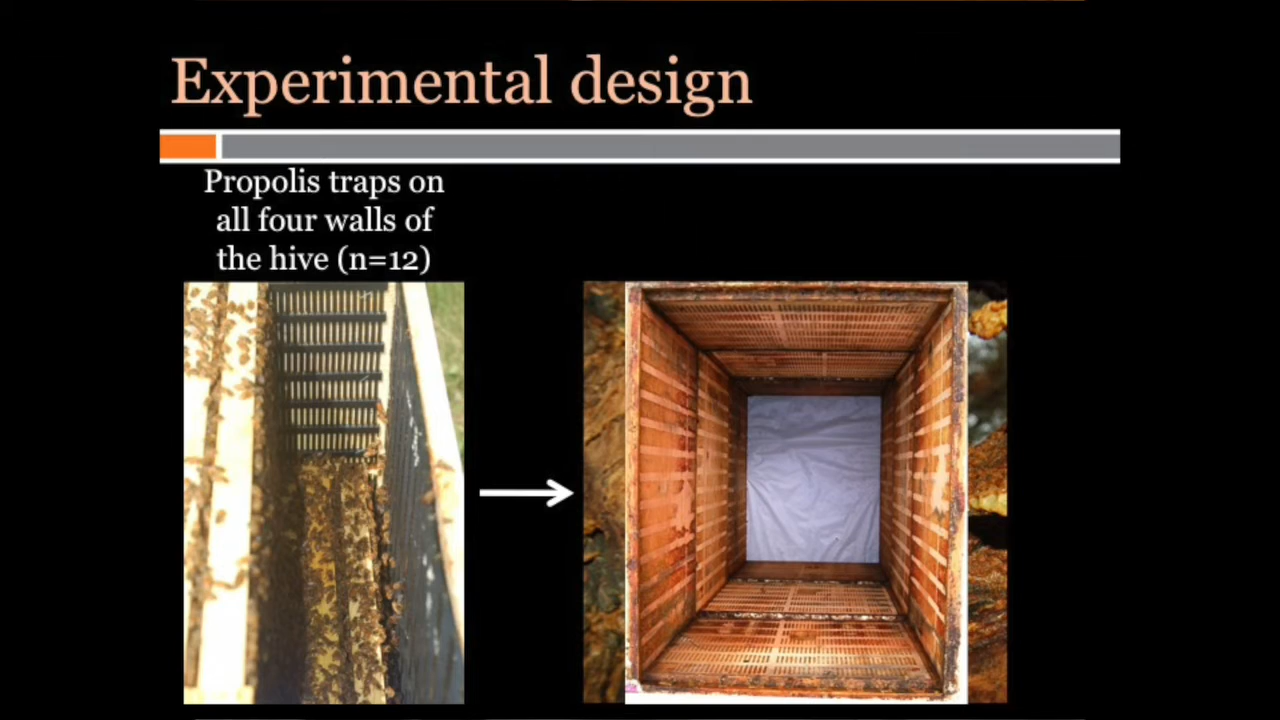 Experimental design
Propolis traps on
all four walls of
the hive (n=12)